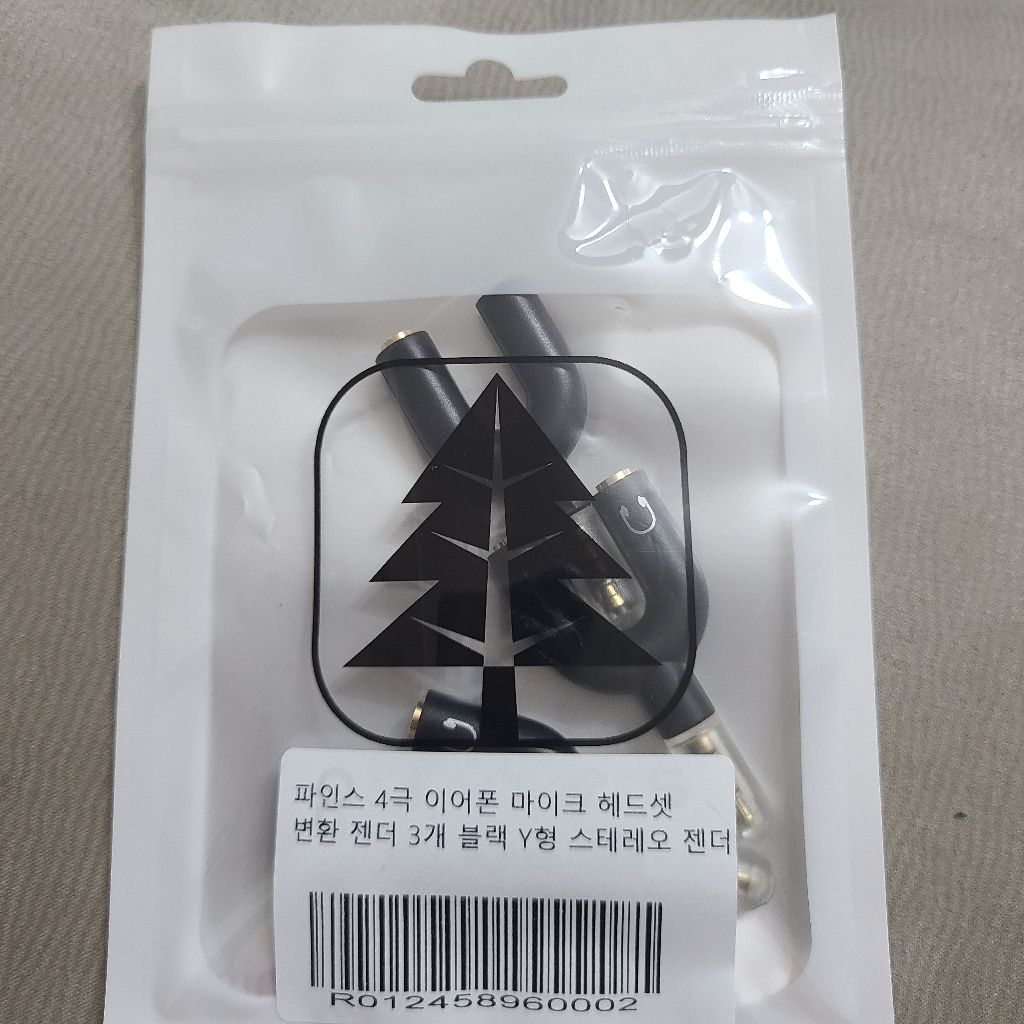 파인스 4극 이어폰 마이크 헤드셋
변환 젠더 3개 블랙 Y형 스테레오 젠더
R012458960002